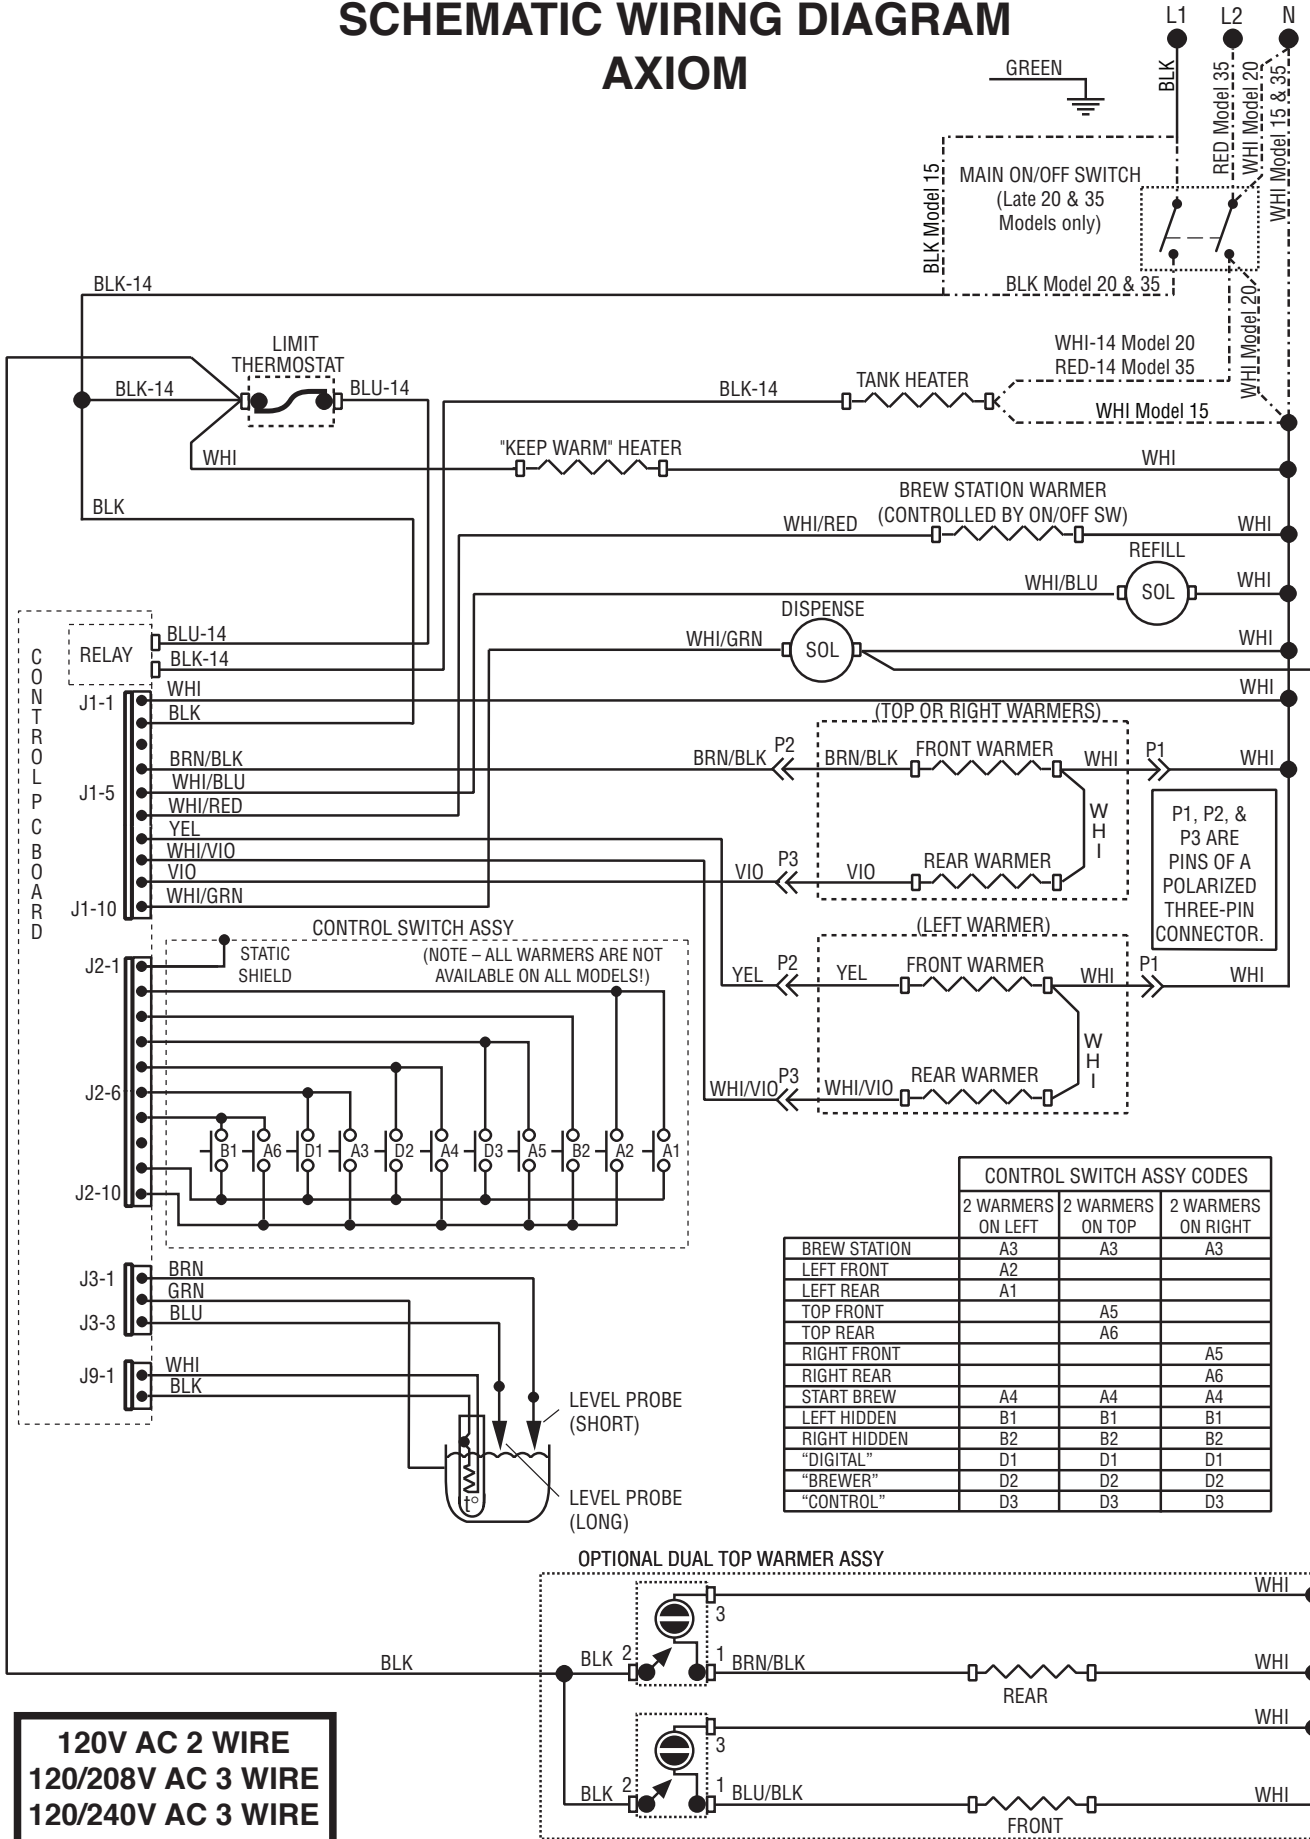 SCHEMATIC WIRING DIAGRAM
AXIOM
L1 L2 N
GREEN
BLK
RED Model 35
WHI Model 20
WHI Model 15 & 35
BLK Model 15
MAIN ON/OFF SWITCH
(Late 20 & 35
Models only)
BLK-14
BLK Model 20 & 35
WHI Model 20
LIMIT
THERMOSTAT
WHI-14 Model 20
RED-14 Model 35
BLK-14
BLU-14
BLK-14
TANK HEATER
WHI Model 15
WHI
"KEEP WARM" HEATER
WHI
BLK
BREW STATION WARMER
(CONTROLLED BY ON/OFF SW)
WHI/RED
WHI
REFILL
WHI/BLU
SOL
WHI
DISPENSE
WHI/GRN
SOL
WHI
CONTROL PC BOARD
RELAY
BLU-14
BLK-14
J1-1
WHI
WHI
BLK
(TOP OR RIGHT WARMERS)
BRN/BLK
BRN/BLK
P2
BRN/BLK
FRONT WARMER
WHI
P1
WHI
J1-5
WHI/BLU
WHI/RED
YEL
WHI/VIO
VIO
VIO
P3
VIO
REAR WARMER
WHI
J1-10
WHI/GRN
P1, P2, &
P3 ARE
PINS OF A
POLARIZED
THREE-PIN
CONNECTOR.
CONTROL SWITCH ASSY
(LEFT WARMER)
J2-1
STATIC
SHIELD
(NOTE – ALL WARMERS ARE NOT
AVAILABLE ON ALL MODELS!)
YEL
P2
YEL
FRONT WARMER
WHI
P1
WHI
J2-6
WHI/VIO
P3
WHI/VIO
REAR WARMER
WHI
B1 A6 D1 A3 D2 A4 D3 A5 B2 A2 A1
J2-10
CONTROL SWITCH ASSY CODES
2 WARMERS ON LEFT 2 WARMERS ON TOP 2 WARMERS ON RIGHT
BREW STATION A3 A3 A3
LEFT FRONT A2
LEFT REAR A1
TOP FRONT A5
TOP REAR A6
RIGHT FRONT A5
RIGHT REAR A6
START BREW A4 A4 A4
LEFT HIDDEN B1 B1 B1
RIGHT HIDDEN B2 B2 B2
“DIGITAL” D1 D1 D1
“BREWER” D2 D2 D2
“CONTROL” D3 D3 D3
J3-1
BRN
GRN
J3-3
BLU
J9-1
WHI
BLK
LEVEL PROBE
(SHORT)
t°
LEVEL PROBE
(LONG)
OPTIONAL DUAL TOP WARMER ASSY
3
WHI
BLK
BLK
2
1
BRN/BLK
REAR
WHI
3
WHI
BLK
2
1
BLU/BLK
FRONT
WHI
120V AC 2 WIRE
120/208V AC 3 WIRE
120/240V AC 3 WIRE